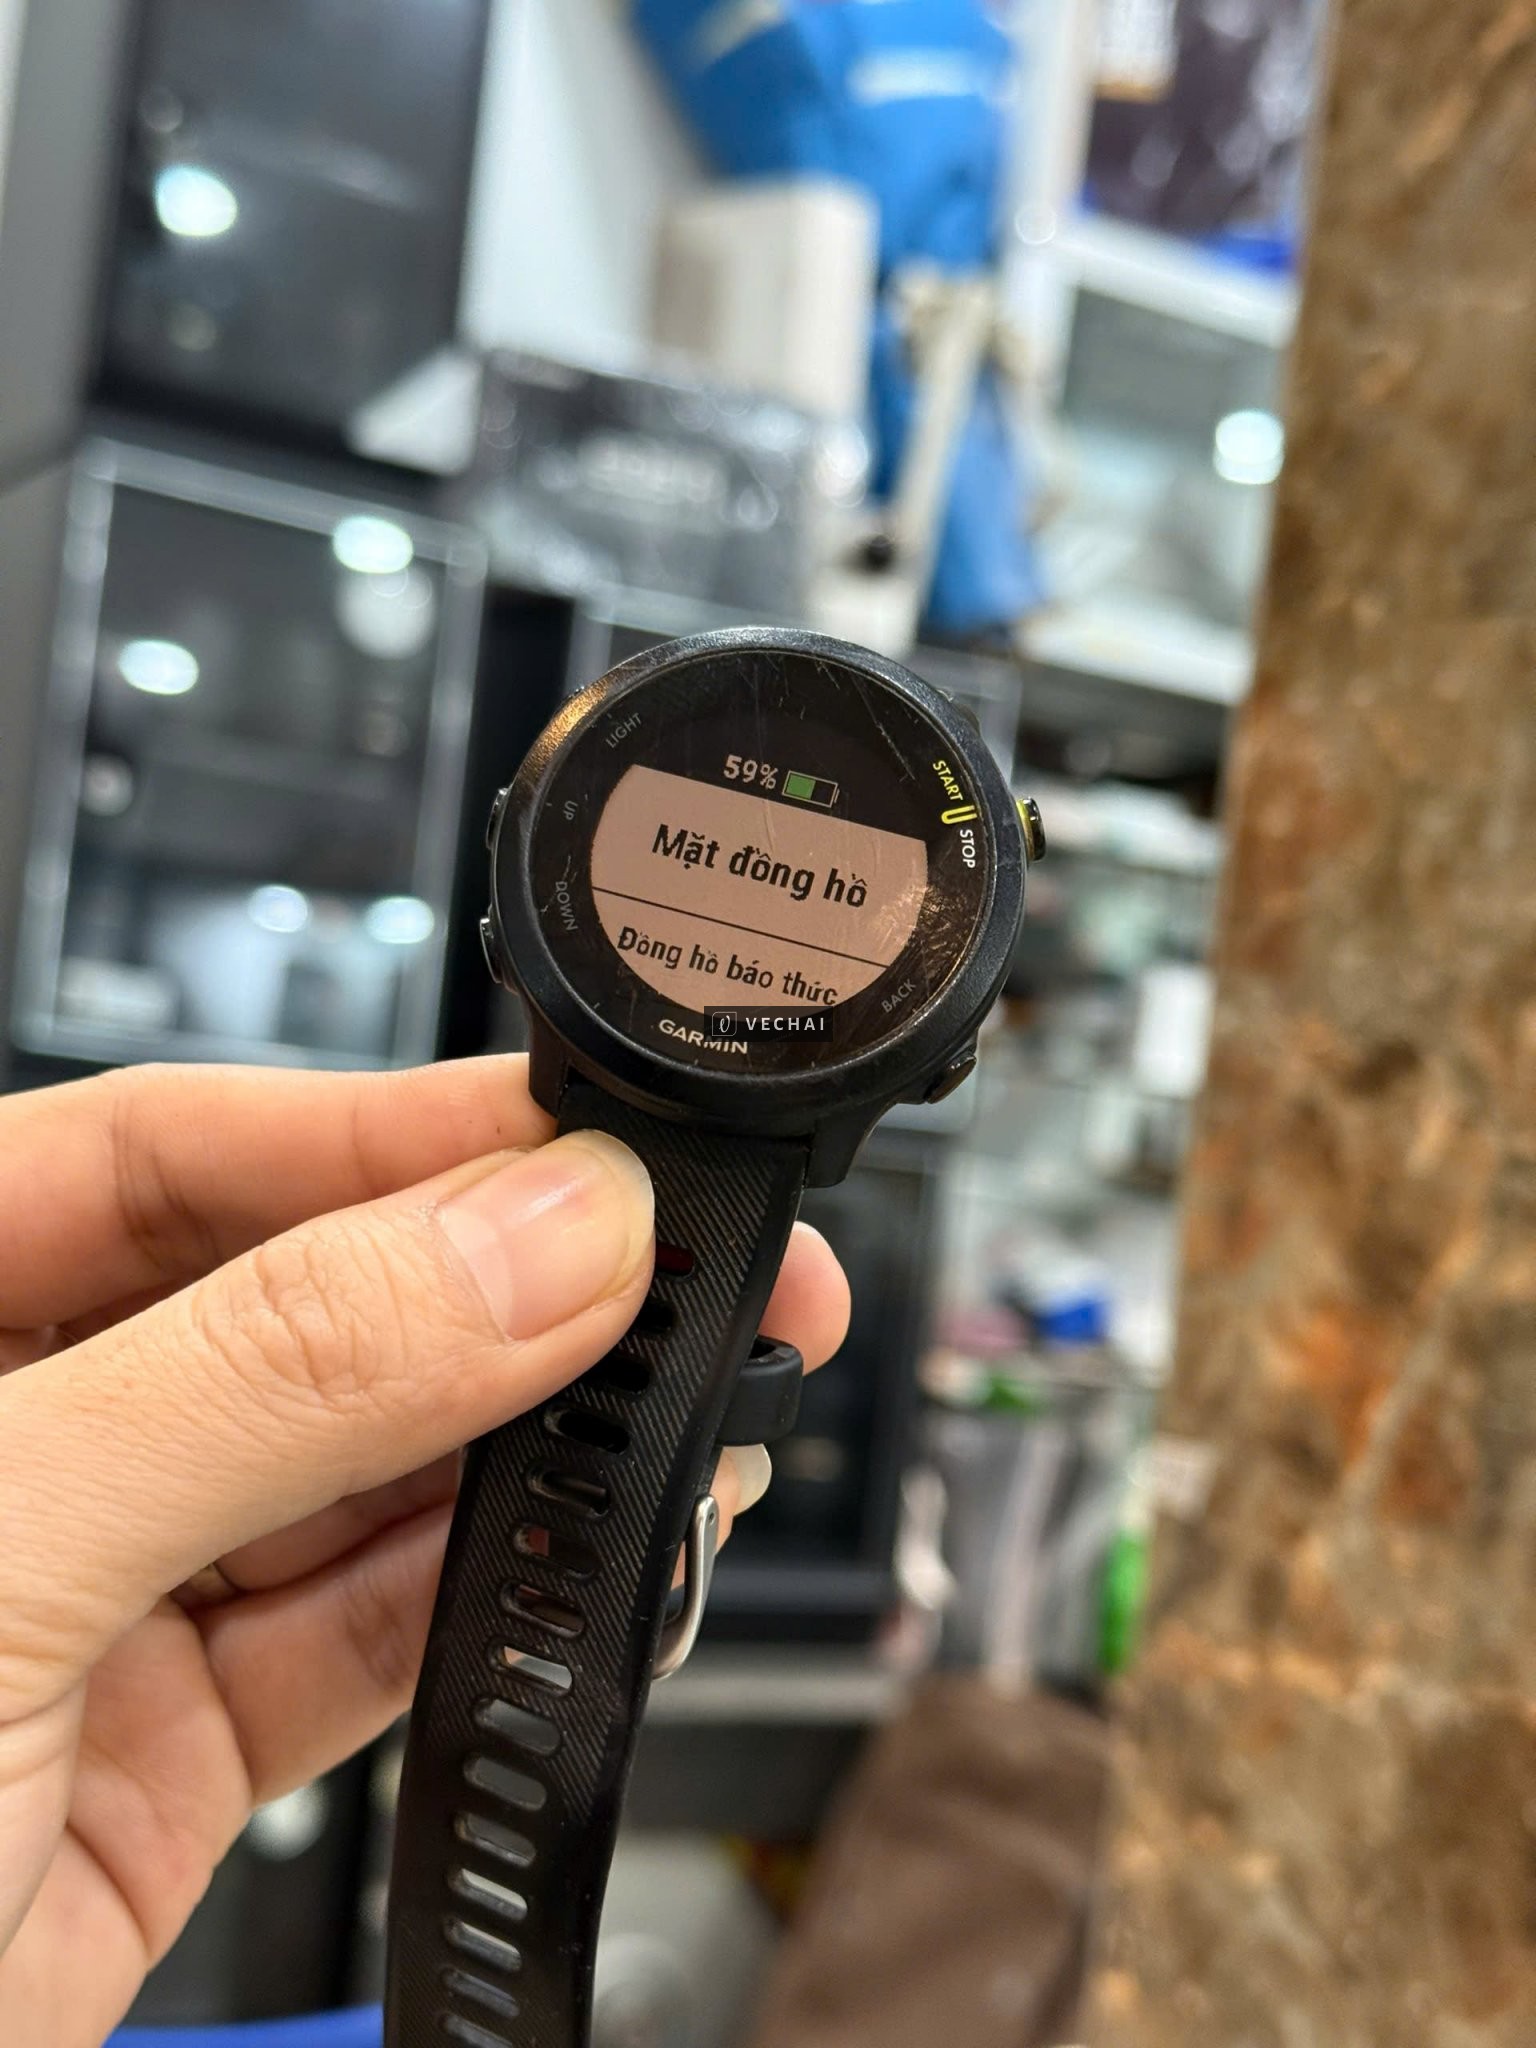 LIGHT
59%
START
STOP
UP
Mặt đồng hồ
DOWN
Đồng hồ báo thức
BACK
GARMIN
VECHAI